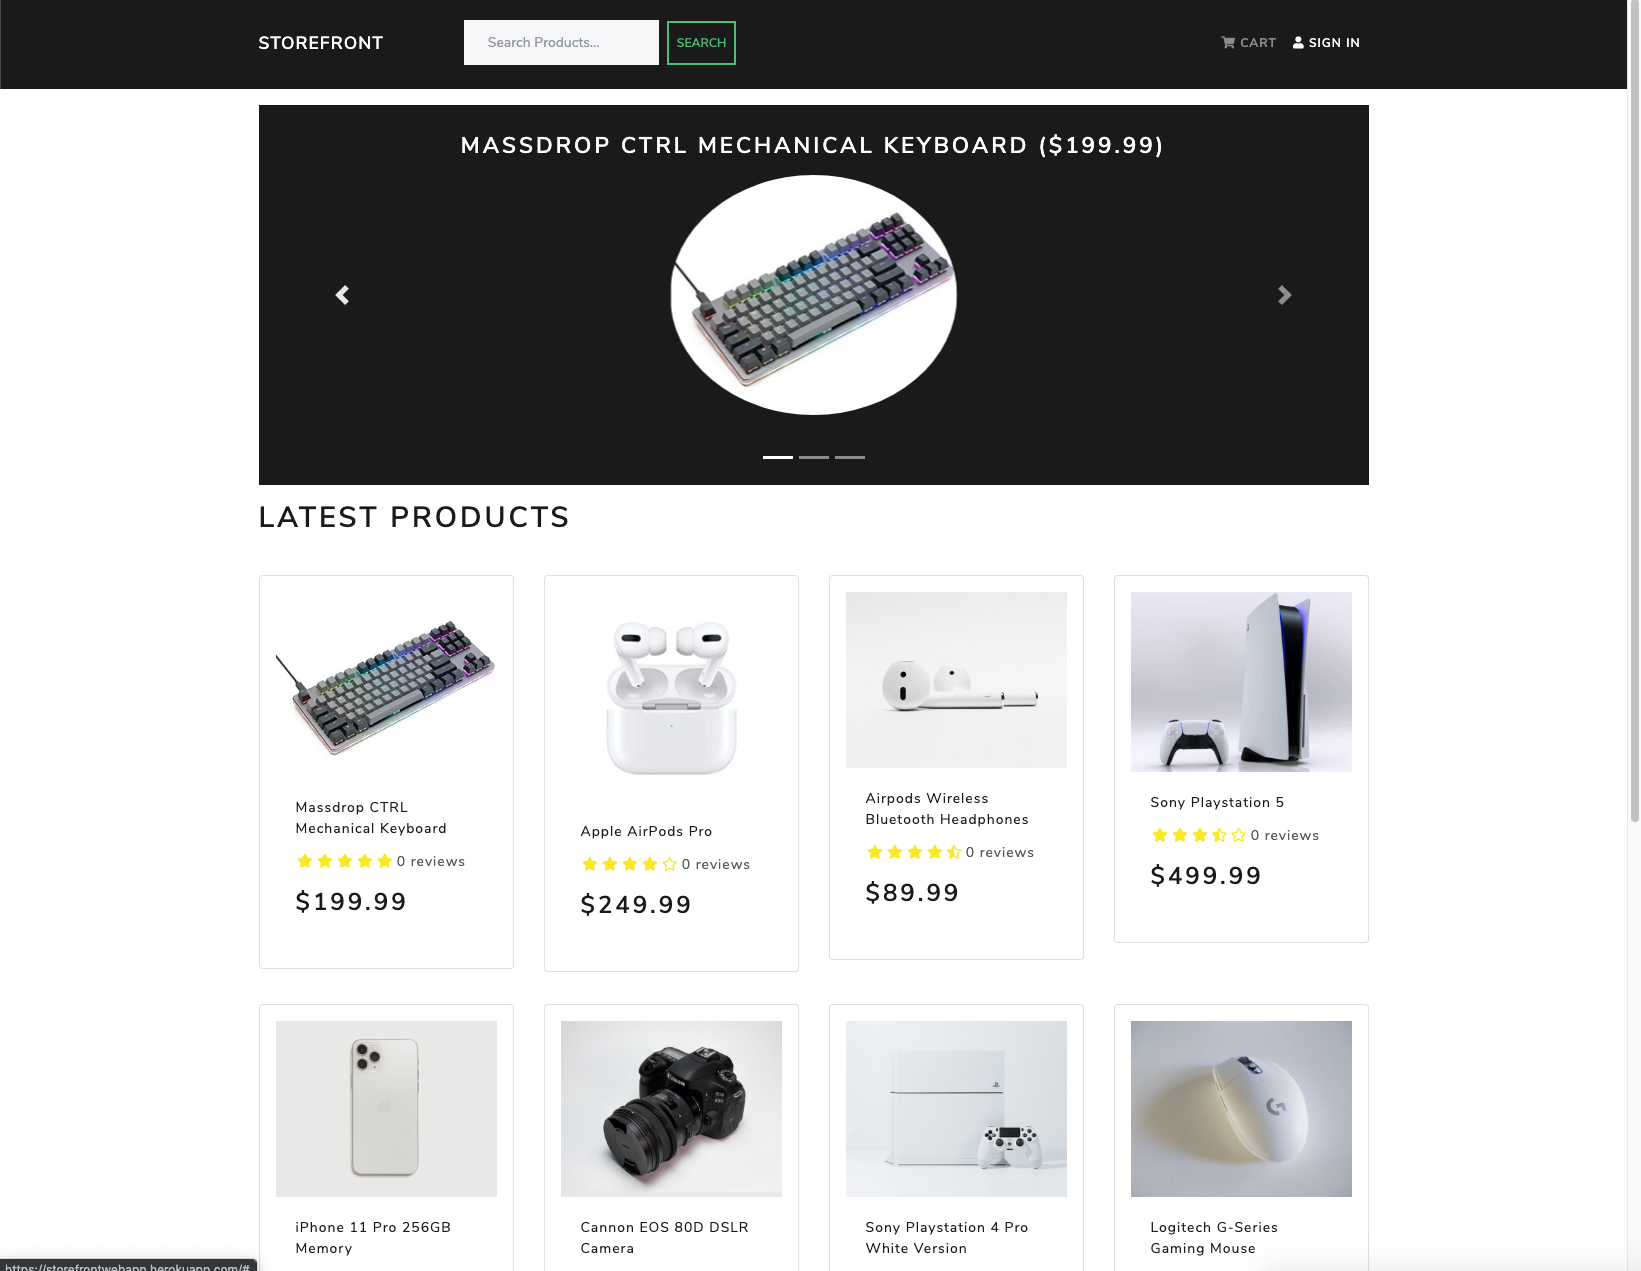 STOREFRONT
Search Products...
SEARCH
CART
SIGN IN
MASSDROP CTRL MECHANICAL KEYBOARD ($199.99)
LATEST PRODUCTS
Massdrop CTRL
Mechanical Keyboard
0 reviews
$199.99
Apple AirPods Pro
0 reviews
$249.99
Airpods Wireless
Bluetooth Headphones
0 reviews
$89.99
Sony Playstation 5
0 reviews
$499.99
iPhone 11 Pro 256GB
Memory
Canon
EOS
80D
Cannon EOS 80D DSLR
Camera
Sony Playstation 4 Pro
White Version
G
Logitech G-Series
Gaming Mouse
https://storefrontwebapp.herokuapp.com/#